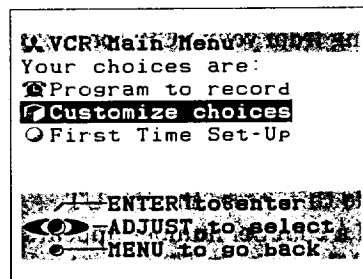 VCR Main Menu
Your choices are:
Program to record
Customize choices
First Time Set-Up
ENTER to enter
ADJUST to select
MENU to go back